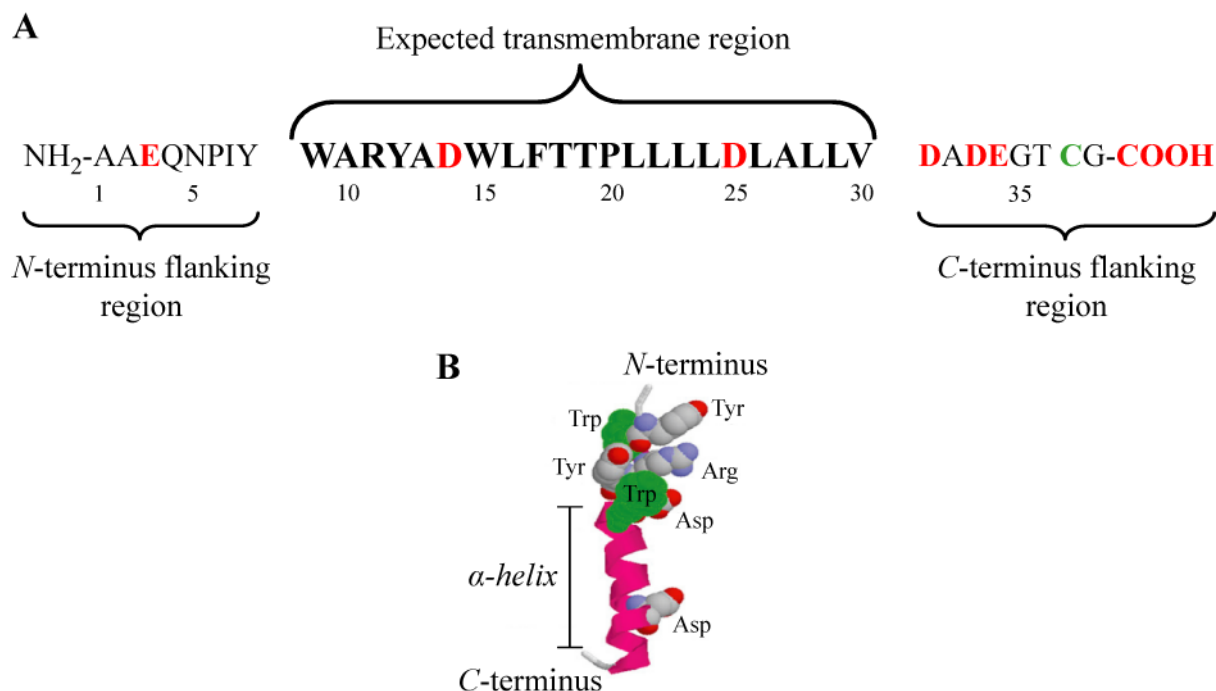 A
Expected transmembrane region
NH2-AAEQNPIY WARYADWLFTTPLLLLDLALLV DADEGT CG-COOH
1 5 10 15 20 25 30 35
N-terminus flanking
region
C-terminus flanking
region
B
N-terminus
Trp
Tyr
Tyr
Arg
Trp
Asp
α-helix
Asp
C-terminus